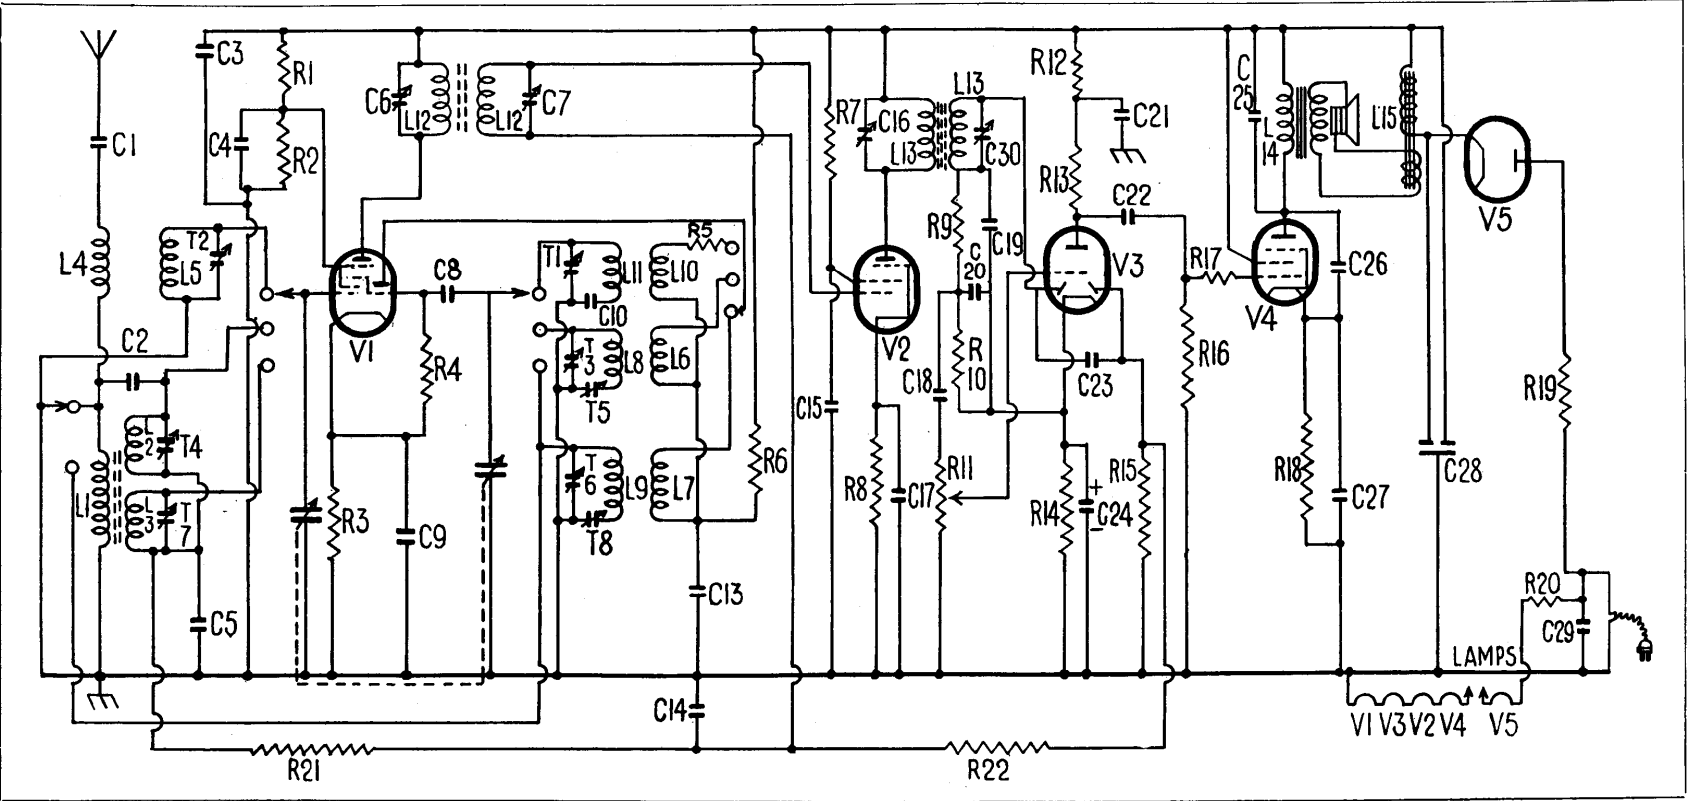 C3
R1
C1
C4
R2
C6
L12
L12
C7
L4
T2
L5
C2
V1
C8
R4
T1
L11
C10
L10
R5
T
3
L8
L6
T5
T
6
L9
L7
T8
R6
L1
L
2
T4
L
3
T
7
C5
R3
C9
C13
C14
R21
R7
C16
L13
L13
C30
R9
C19
C
20
V2
C15
C18
R
10
R8
C17
R11
R12
C21
R13
C22
V3
C23
R14
+
C24
–
R15
R22
R16
R17
V4
C
25
L
14
L15
V5
C26
R18
C27
C28
R19
R20
C29
LAMPS
V1 V3 V2 V4 V5